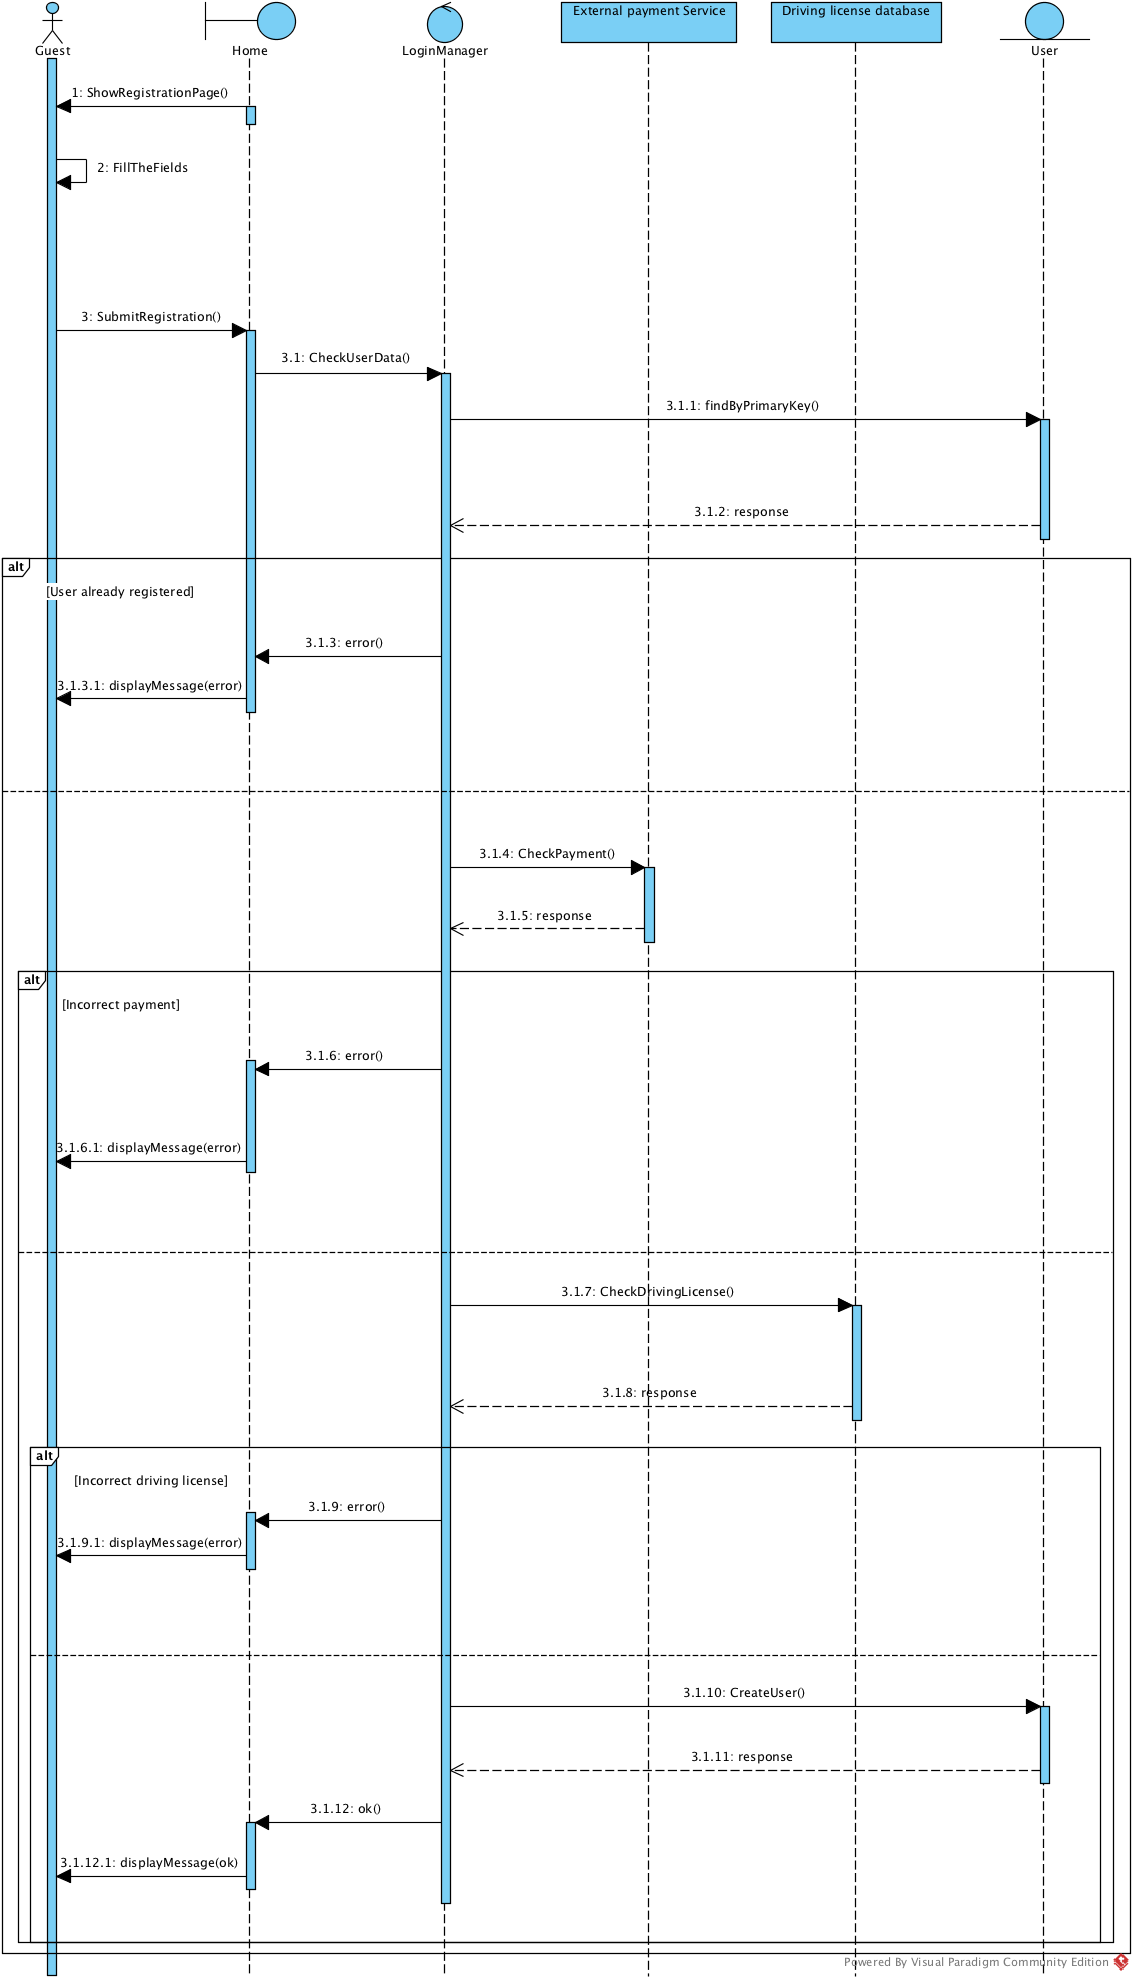 External payment Service
Driving license database
Guest
Home
LoginManager
User
1: ShowRegistrationPage()
2: FillTheFields
3: SubmitRegistration()
3.1: CheckUserData()
3.1.1: findByPrimaryKey()
3.1.2: response
alt
[User already registered]
3.1.3: error()
3.1.3.1: displayMessage(error)
3.1.4: CheckPayment()
3.1.5: response
alt
[Incorrect payment]
3.1.6: error()
3.1.6.1: displayMessage(error)
3.1.7: CheckDrivingLicense()
3.1.8: response
alt
[Incorrect driving license]
3.1.9: error()
3.1.9.1: displayMessage(error)
3.1.10: CreateUser()
3.1.11: response
3.1.12: ok()
3.1.12.1: displayMessage(ok)
Powered By Visual Paradigm Community Edition